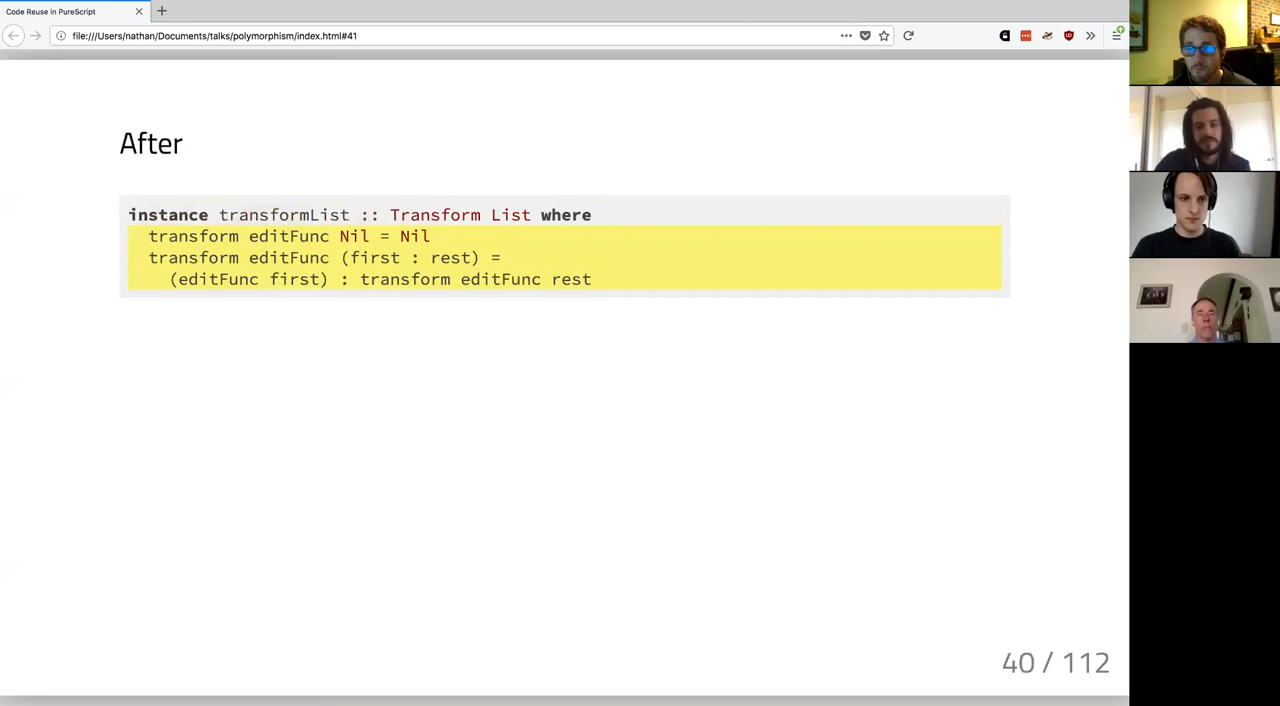 Code Reuse in PureScript
file:///Users/nathan/Documents/talks/polymorphism/index.html#41
After
instance transformList :: Transform List where
transform editFunc Nil = Nil
transform editFunc (first : rest) =
(editFunc first) : transform editFunc rest
40 / 112